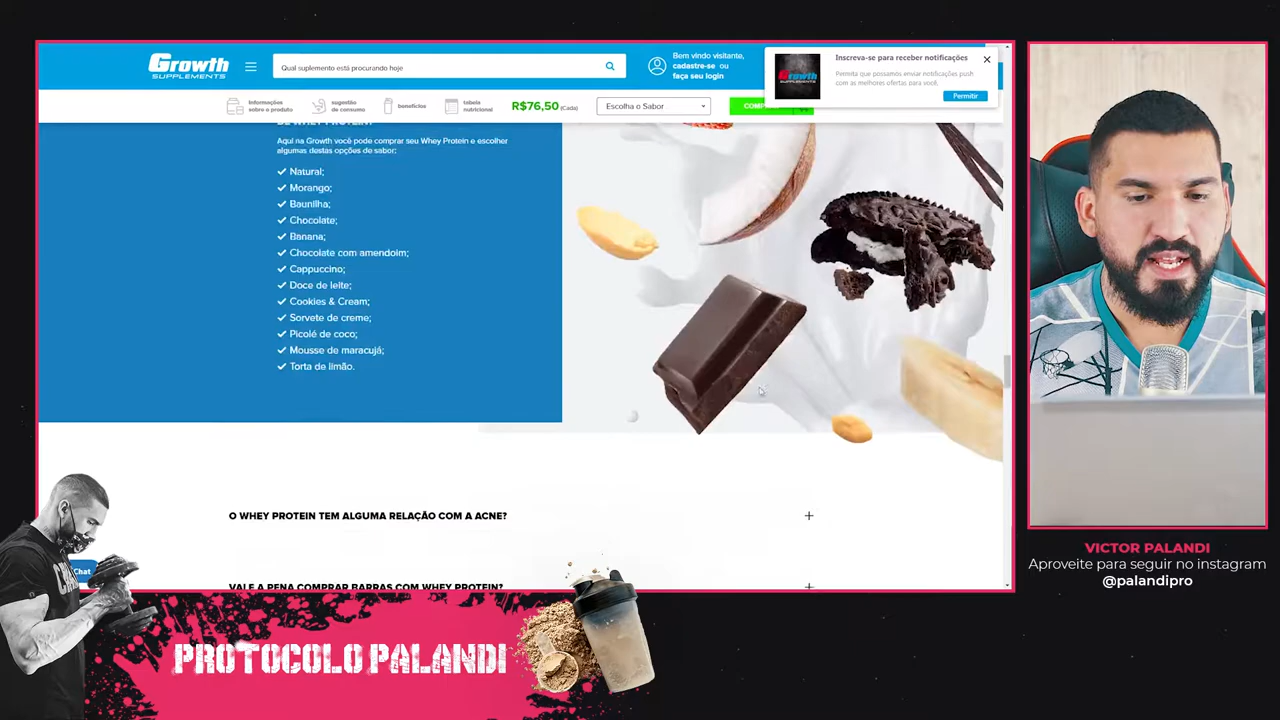 Growth
SUPPLEMENTS
Qual suplemento está procurando hoje
Bem vindo visitante,
cadastre-se ou
faça seu login
Growth
Inscreva-se para receber notificações
Permita que possamos enviar notificações push
com as melhores ofertas para você.
Permitir
Informações
sobre o produto
sugestão
de consumo
benefícios
tabela
nutricional
R$76,50 (Cada)
Escolha o Sabor
DE WHEY PROTEIN?
Aqui na Growth você pode comprar seu Whey Protein e escolher
algumas destas opções de sabor:
Natural;
Morango;
Baunilha;
Chocolate;
Banana;
Chocolate com amendoim;
Cappuccino;
Doce de leite;
Cookies & Cream;
Sorvete de creme;
Picolé de coco;
Mousse de maracujá;
Torta de limão.
O WHEY PROTEIN TEM ALGUMA RELAÇÃO COM A ACNE?
VALE A PENA COMPRAR BARRAS COM WHEY PROTEIN?
Chat
PROTOCOLO PALANDI
VICTOR PALANDI
Aproveite para seguir no instagram
@palandipro